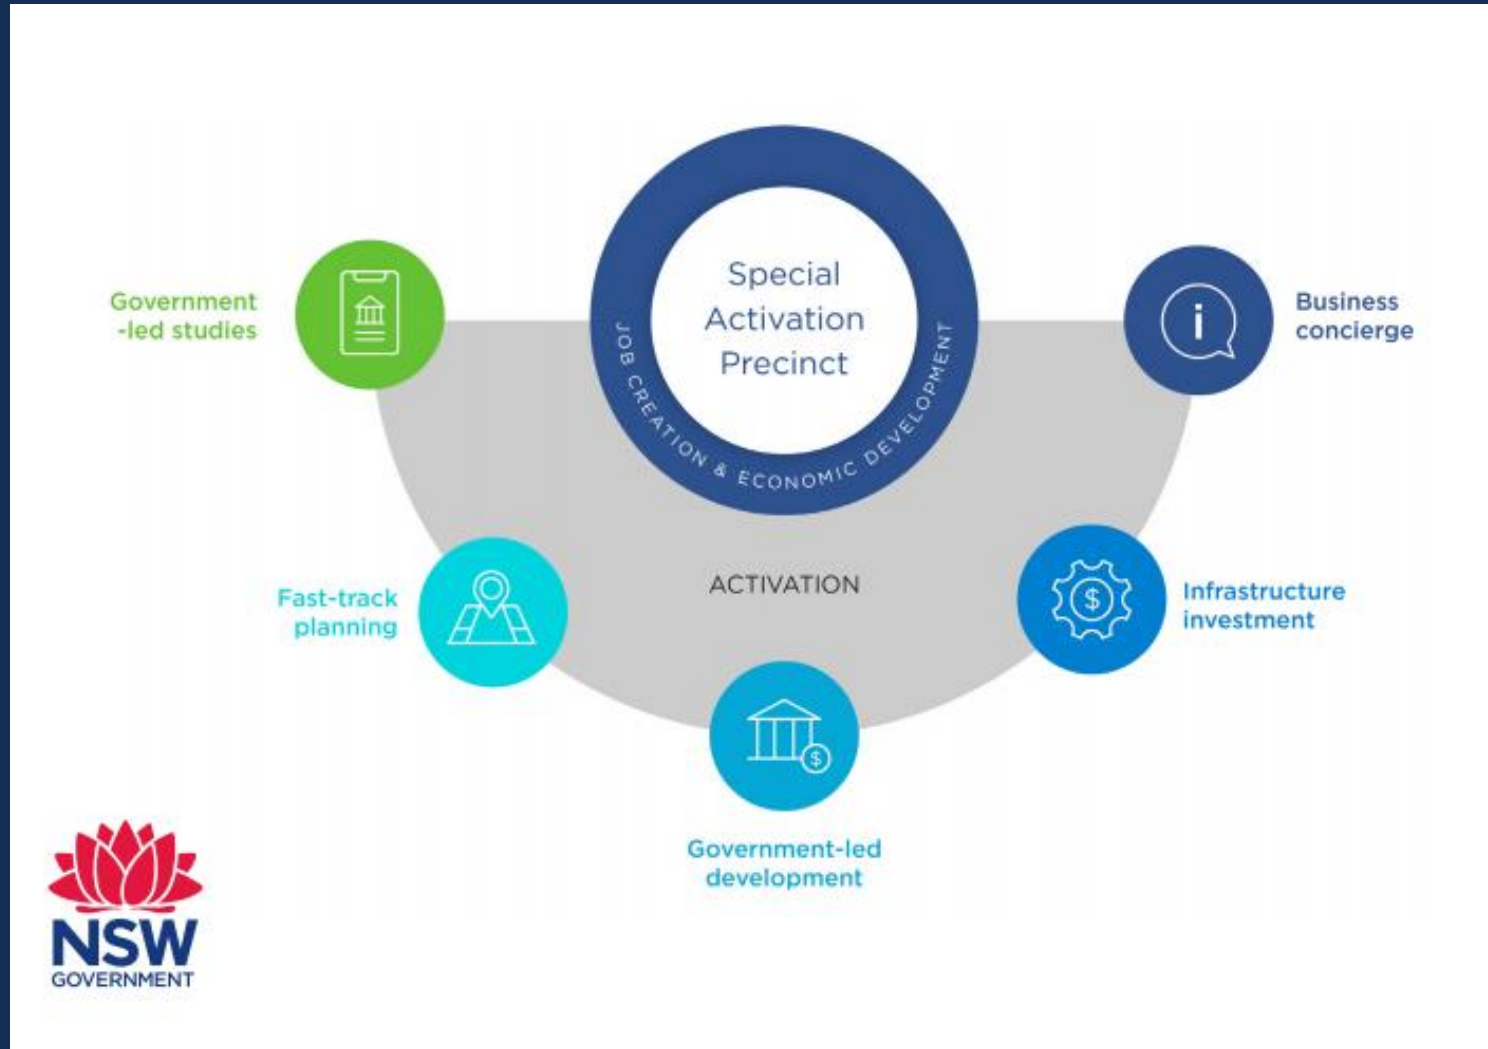 Special
Activation
Precinct
JOB CREATION & ECONOMIC DEVELOPMENT
Government
-led studies
i
Business
concierge
Fast-track
planning
ACTIVATION
$
Infrastructure
investment
$
Government-led
development
NSW
GOVERNMENT